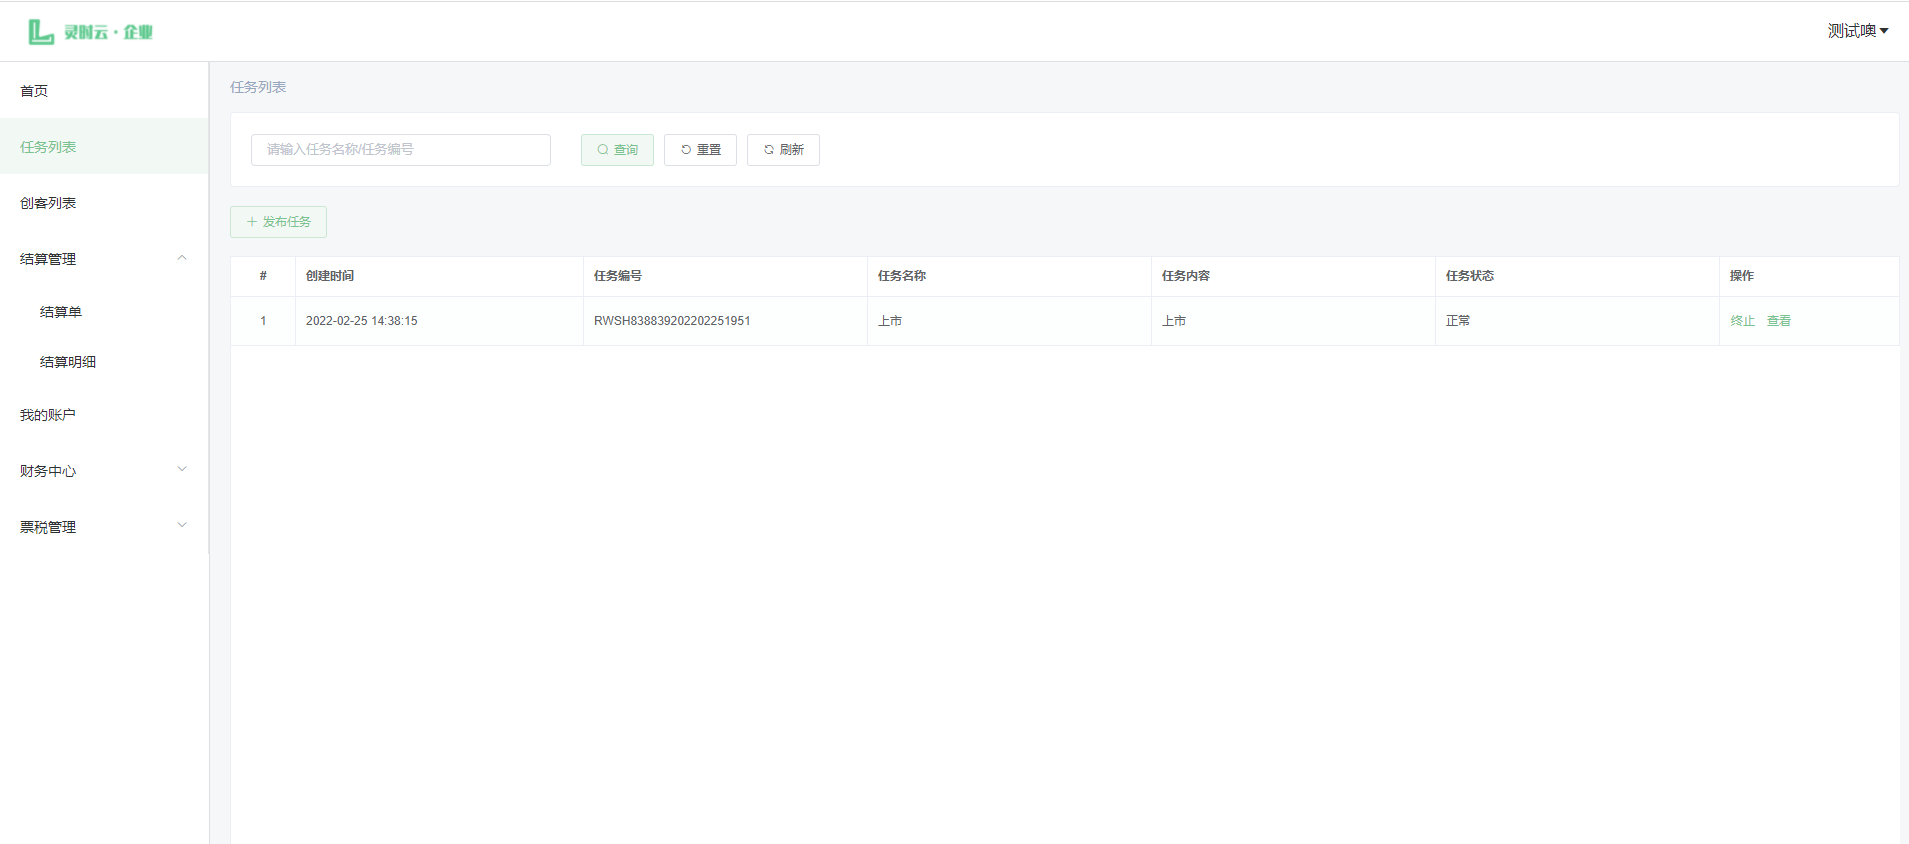 灵时云·企业
测试噢
首页
任务列表
创客列表
结算管理
结算单
结算明细
我的账户
财务中心
票税管理
任务列表
请输入任务名称/任务编号
查询 重置 刷新
发布任务
# 创建时间 任务编号 任务名称 任务内容 任务状态 操作
1 2022-02-25 14:38:15 RWSH838839202202251951 上市 上市 正常 终止 查看